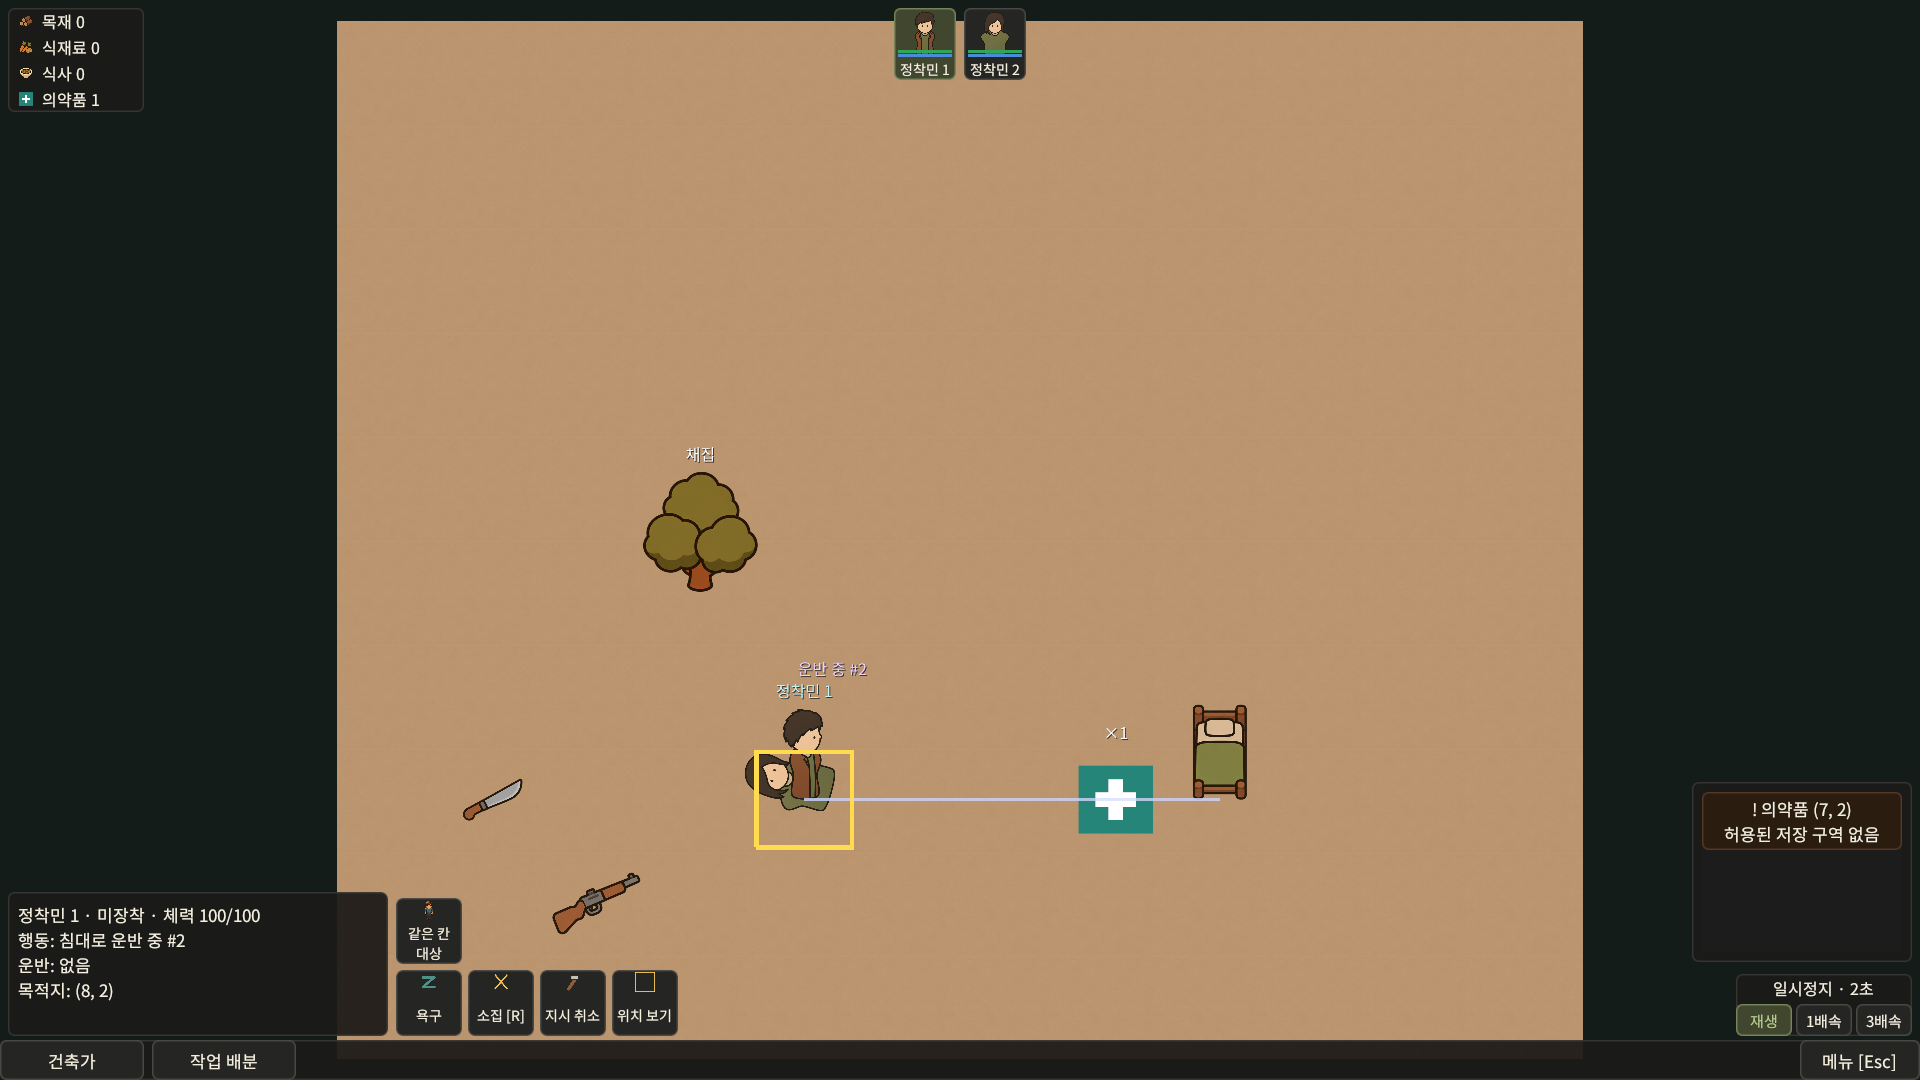 목재 0
식재료 0
식사 0
의약품 1
정착민 1
정착민 2
채집
운반 중 #2
정착민 1
×1
! 의약품 (7, 2)
허용된 저장 구역 없음
정착민 1 · 미장착 · 체력 100/100
행동: 침대로 운반 중 #2
운반: 없음
목적지: (8, 2)
같은 칸
대상
욕구
소집 [R]
지시 취소
위치 보기
일시정지 · 2초
재생
1배속
3배속
건축가
작업 배분
메뉴 [Esc]